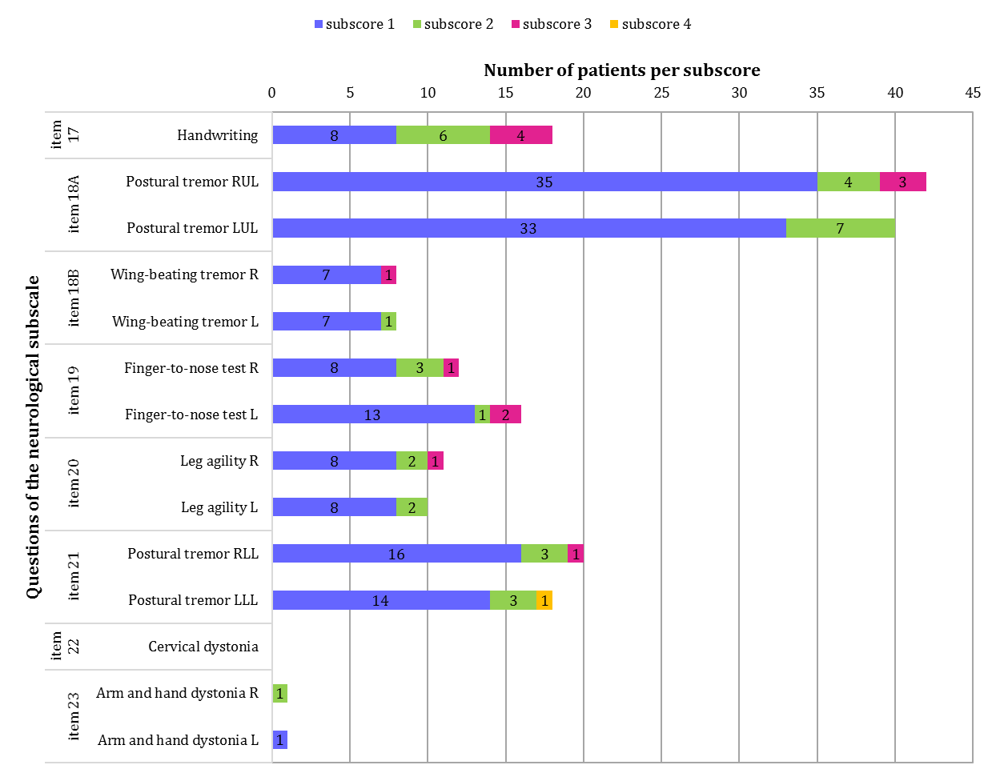 subscore 1 subscore 2 subscore 3 subscore 4
Number of patients per subscore
0 5 10 15 20 25 30 35 40 45
Questions of the neurological subscale
item 17
Handwriting 8 6 4
item 18A
Postural tremor RUL 35 4 3
Postural tremor LUL 33 7
item 18B
Wing-beating tremor R 7 1
Wing-beating tremor L 7 1
item 19
Finger-to-nose test R 8 3 1
Finger-to-nose test L 13 1 2
item 20
Leg agility R 8 2 1
Leg agility L 8 2
item 21
Postural tremor RLL 16 3 1
Postural tremor LLL 14 3 1
item 22
Cervical dystonia
item 23
Arm and hand dystonia R 1
Arm and hand dystonia L 1